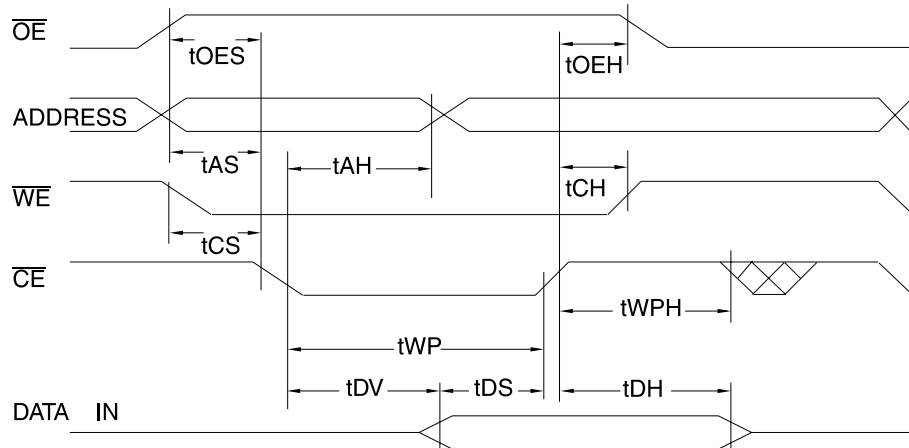 OE
tOES
tOEH
ADDRESS
tAS
tAH
tCH
WE
tCS
CE
tWPH
tWP
tDV
tDS
tDH
DATA IN